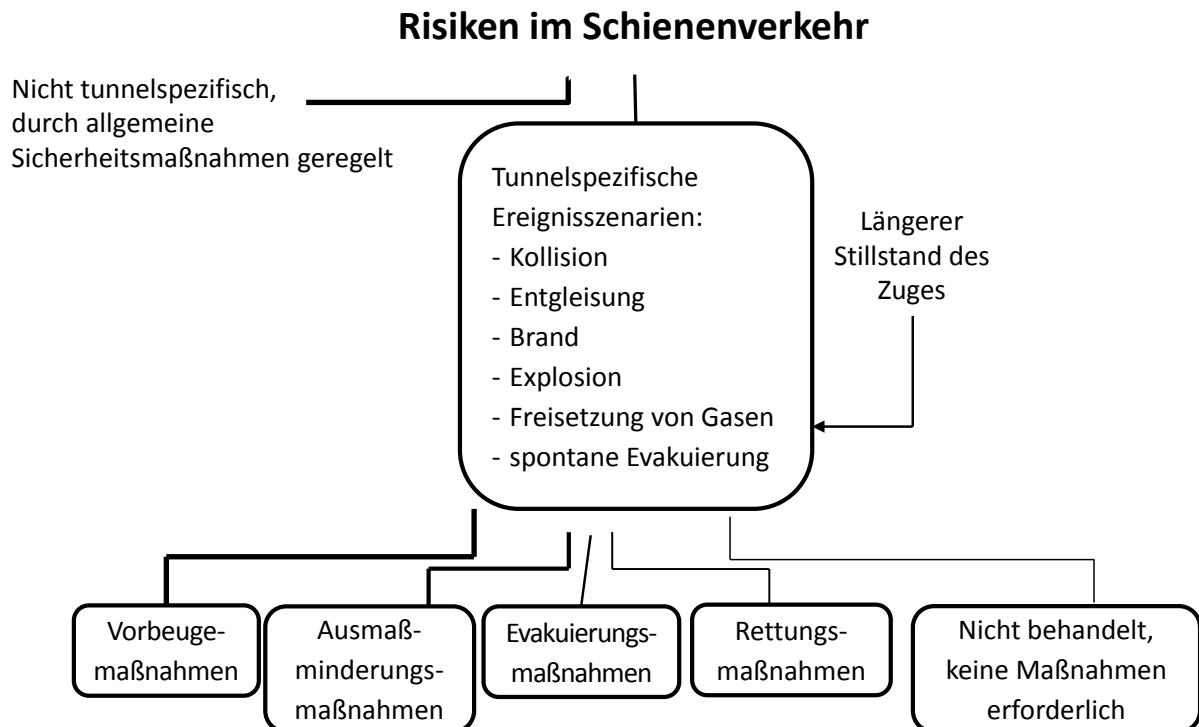 Risiken im Schienenverkehr
Nicht tunnelspezifisch,
durch allgemeine
Sicherheitsmaßnahmen geregelt
Tunnelspezifische
Ereignisszenarien:
- Kollision
- Entgleisung
- Brand
- Explosion
- Freisetzung von Gasen
- spontane Evakuierung
Längerer
Stillstand des
Zuges
Vorbeuge-
maßnahmen
Ausmaß-
minderungs-
maßnahmen
Evakuierungs-
maßnahmen
Rettungs-
maßnahmen
Nicht behandelt,
keine Maßnahmen
erforderlich